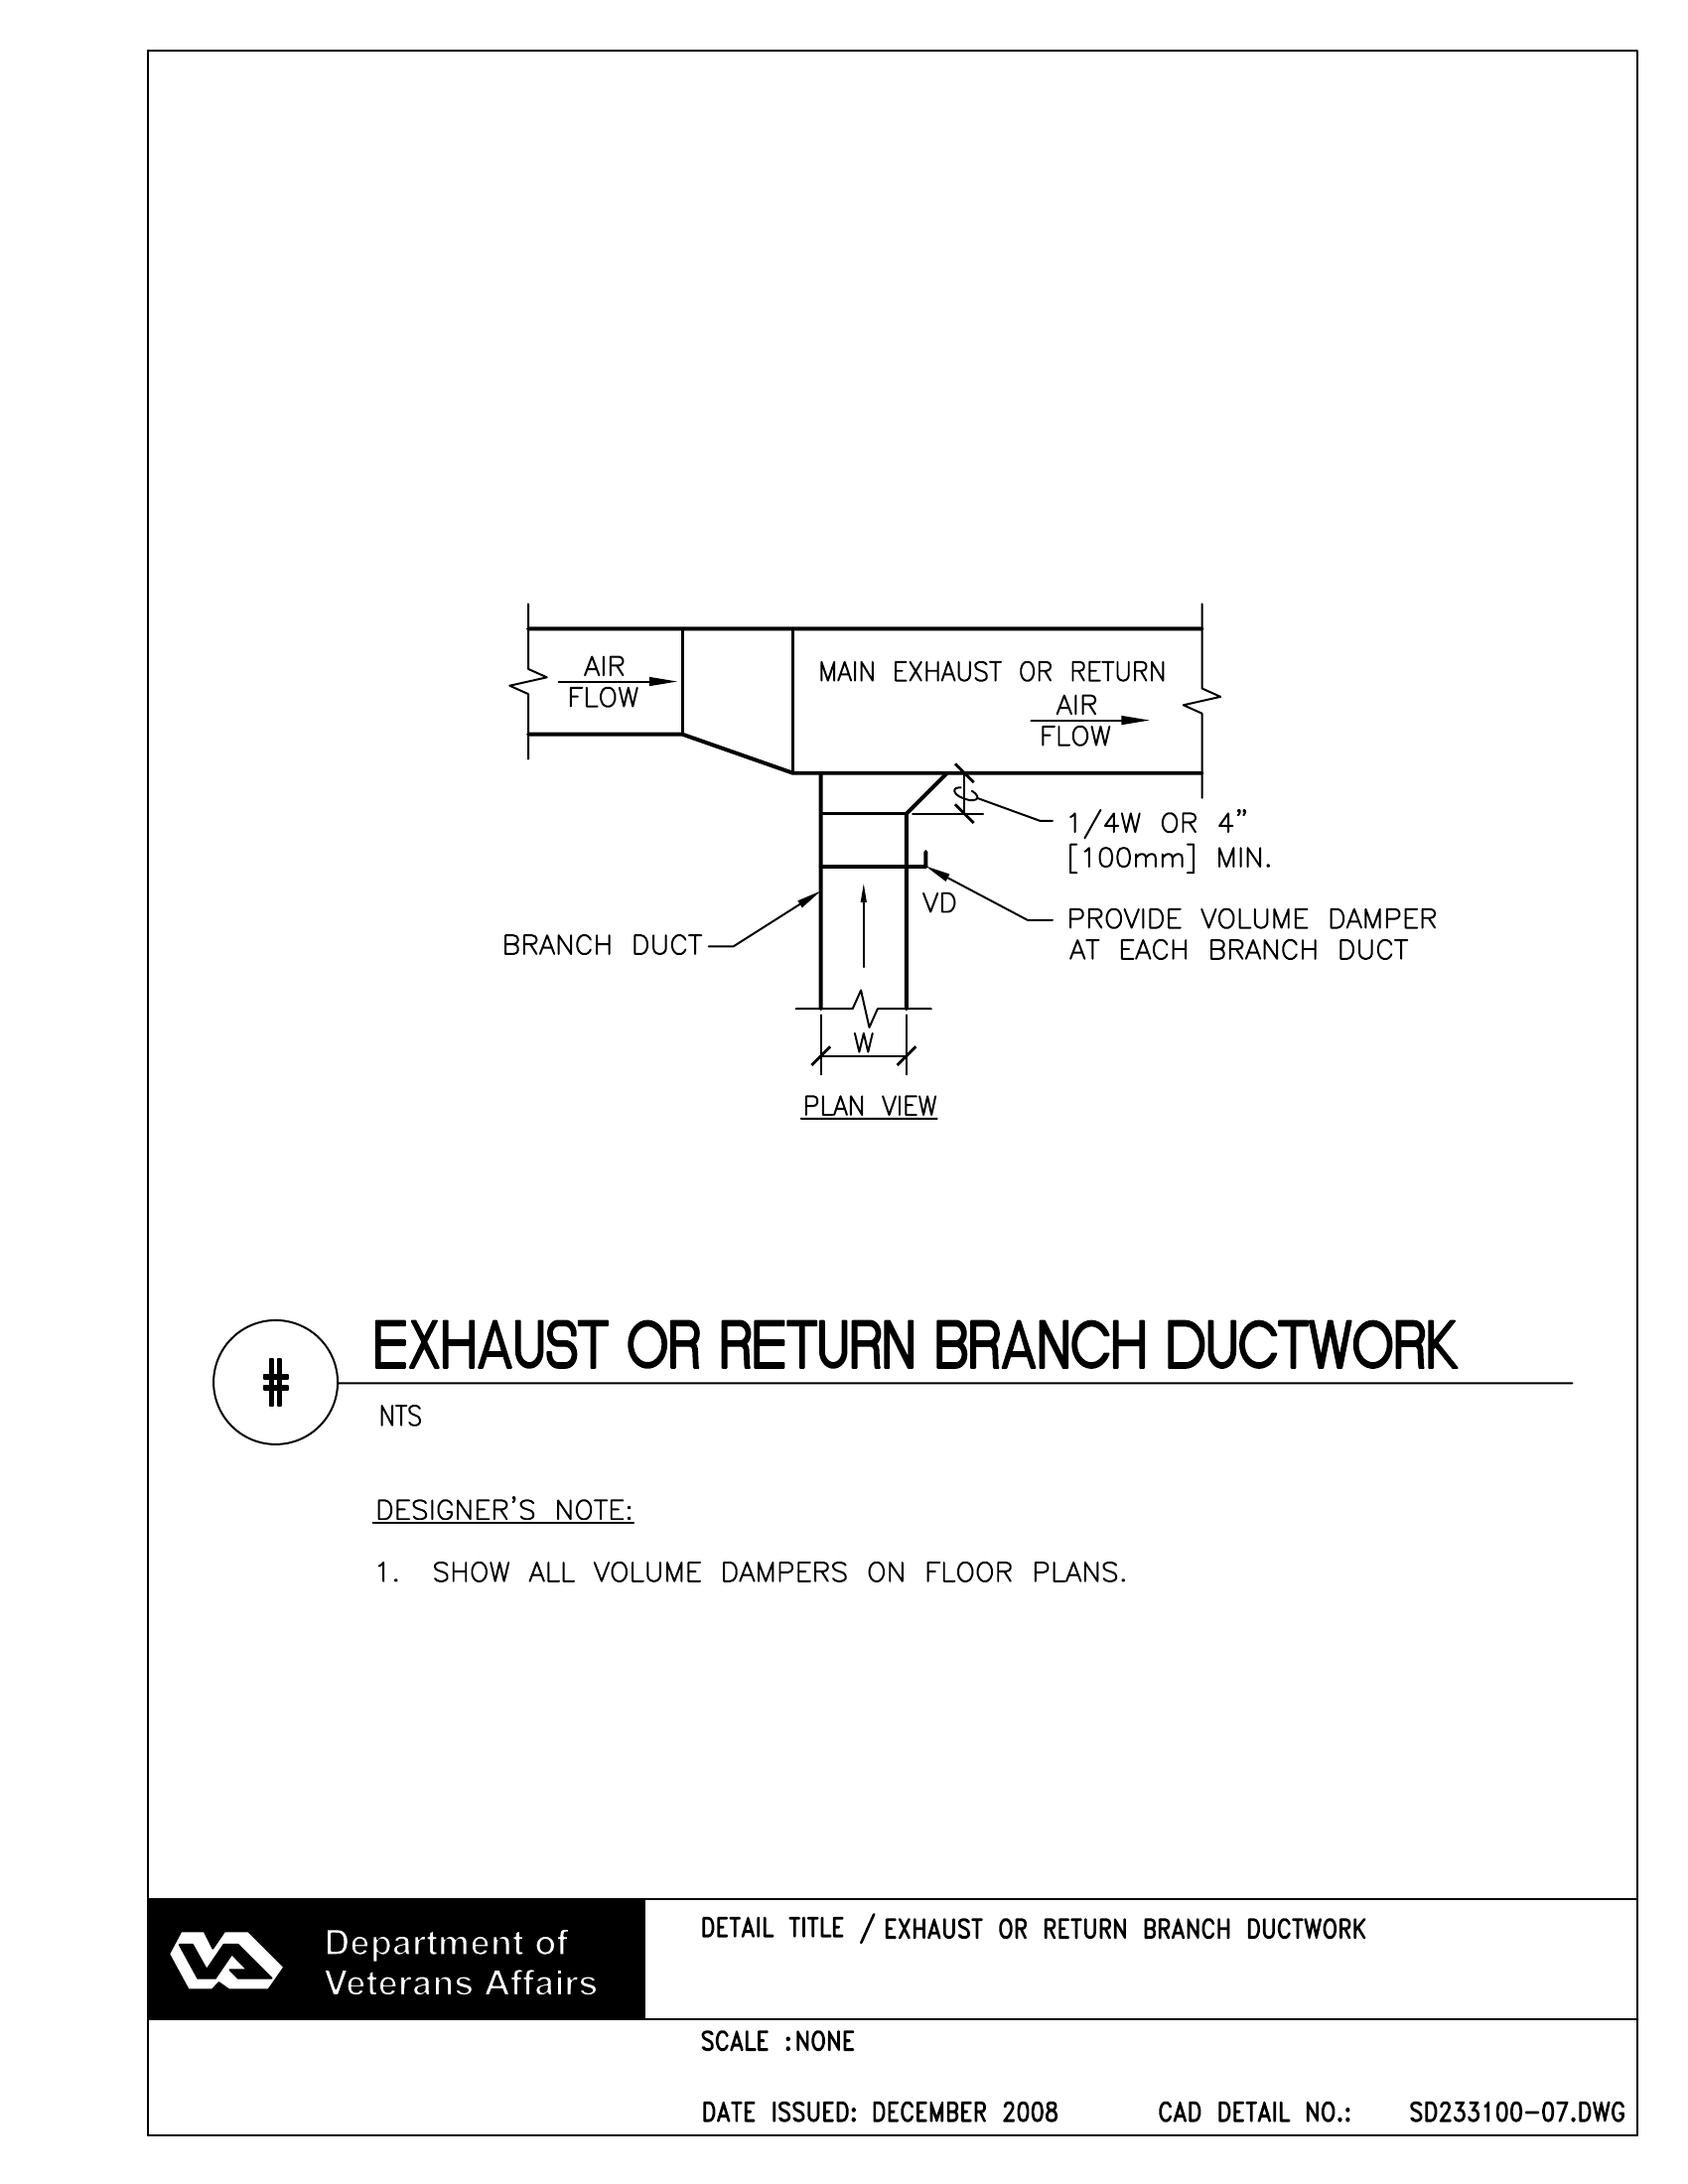 AIR
FLOW
MAIN EXHAUST OR RETURN
AIR
FLOW
1/4W OR 4"
[100mm] MIN.
VD
PROVIDE VOLUME DAMPER
AT EACH BRANCH DUCT
BRANCH DUCT
W
PLAN VIEW
#
EXHAUST OR RETURN BRANCH DUCTWORK
NTS
DESIGNER'S NOTE:
1. SHOW ALL VOLUME DAMPERS ON FLOOR PLANS.
Department of
Veterans Affairs
DETAIL TITLE / EXHAUST OR RETURN BRANCH DUCTWORK
SCALE :NONE
DATE ISSUED: DECEMBER 2008 CAD DETAIL NO.: SD233100-07.DWG